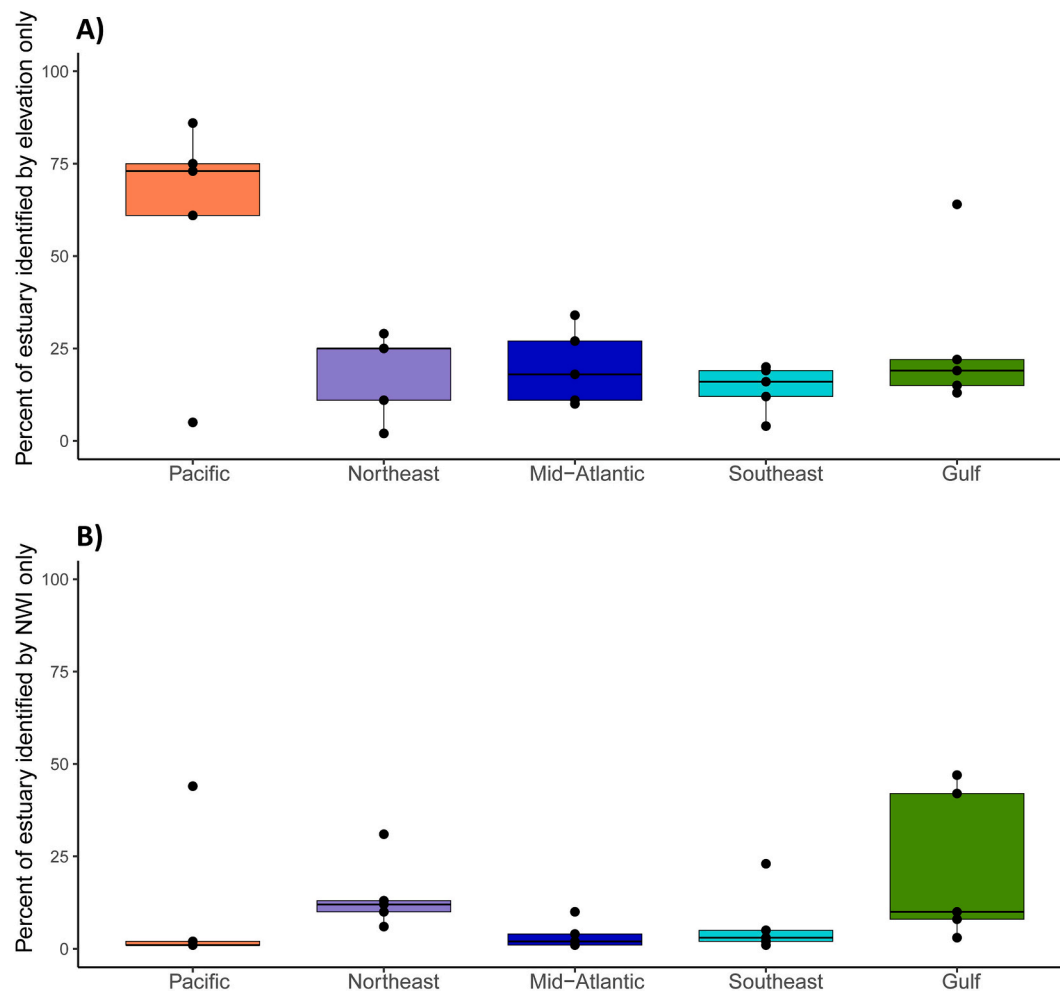 A)
Percent of estuary identified by elevation only
100
75
50
25
0
Pacific Northeast Mid−Atlantic Southeast Gulf
B)
Percent of estuary identified by NWI only
100
75
50
25
0
Pacific Northeast Mid−Atlantic Southeast Gulf